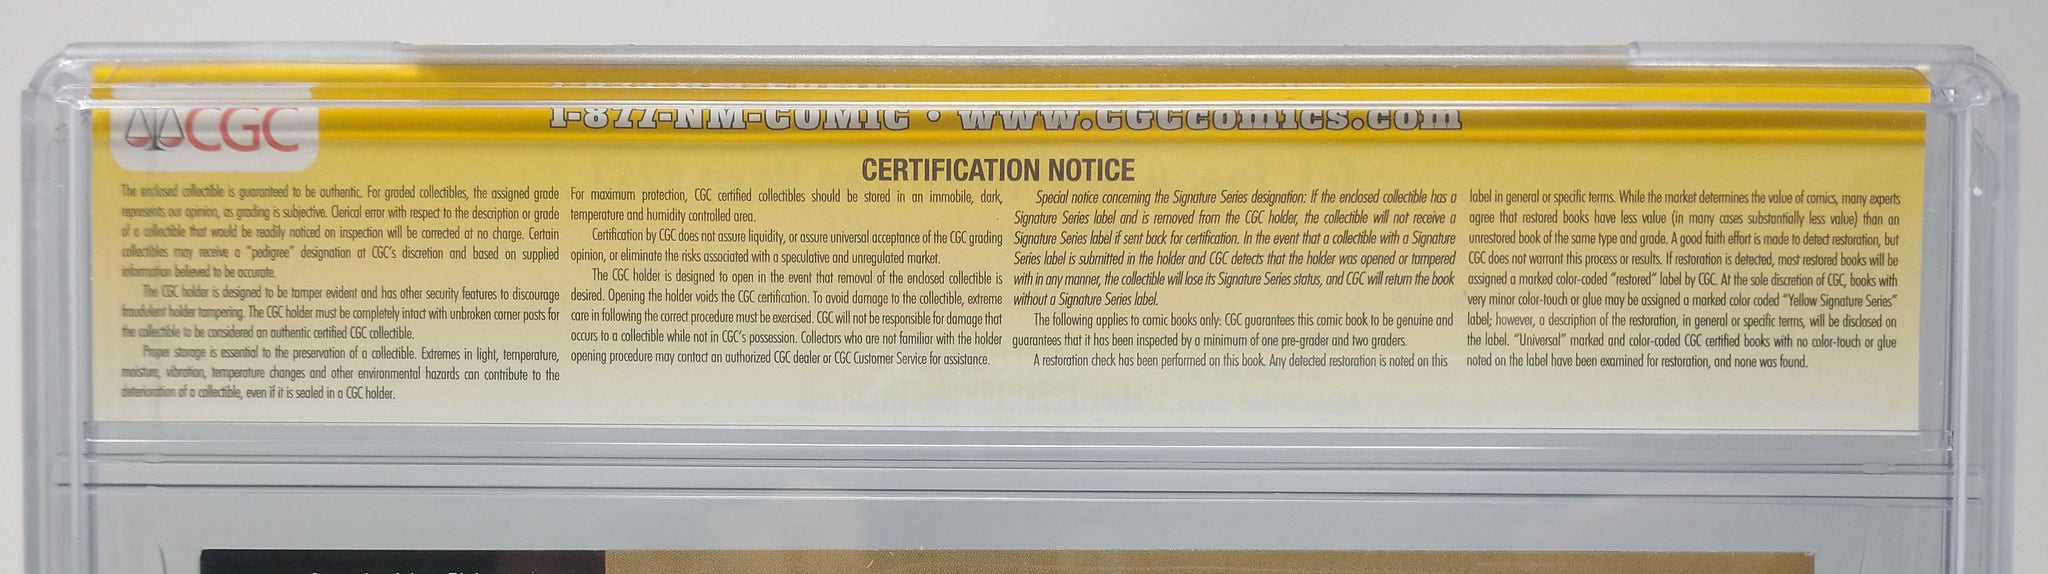 CGC
1-877-NM-COMIC • www.CGCcomics.com
CERTIFICATION NOTICE
The enclosed collectible is guaranteed to be authentic. For graded collectibles, the assigned grade
represents our opinion, as grading is subjective. Clerical error with respect to the description or grade
of a collectible that would be readily noticed on inspection will be corrected at no charge. Certain
collectibles may receive a “pedigree” designation at CGC’s discretion and based on supplied
information believed to be accurate.
The CGC holder is designed to be tamper evident and has other security features to discourage
fraudulent holder tampering. The CGC holder must be completely intact with unbroken corner posts for
the collectible to be considered an authentic certified CGC collectible.
Proper storage is essential to the preservation of a collectible. Extremes in light, temperature,
moisture, vibration, temperature changes and other environmental hazards can contribute to the
deterioration of a collectible, even if it is sealed in a CGC holder.
For maximum protection, CGC certified collectibles should be stored in an immobile, dark,
temperature and humidity controlled area.
Certification by CGC does not assure liquidity, or assure universal acceptance of the CGC grading
opinion, or eliminate the risks associated with a speculative and unregulated market.
The CGC holder is designed to open in the event that removal of the enclosed collectible is
desired. Opening the holder voids the CGC certification. To avoid damage to the collectible, extreme
care in following the correct procedure must be exercised. CGC will not be responsible for damage that
occurs to a collectible while not in CGC’s possession. Collectors who are not familiar with the holder
opening procedure may contact an authorized CGC dealer or CGC Customer Service for assistance.
Special notice concerning the Signature Series designation: If the enclosed collectible has a
Signature Series label and is removed from the CGC holder, the collectible will not receive a
Signature Series label if sent back for certification. In the event that a collectible with a Signature
Series label is submitted in the holder and CGC detects that the holder was opened or tampered
with in any manner, the collectible will lose its Signature Series status, and CGC will return the book
without a Signature Series label.
The following applies to comic books only: CGC guarantees this comic book to be genuine and
guarantees that it has been inspected by a minimum of one pre-grader and two graders.
A restoration check has been performed on this book. Any detected restoration is noted on this
label in general or specific terms. While the market determines the value of comics, many experts
agree that restored books have less value (in many cases substantially less value) than an
unrestored book of the same type and grade. A good faith effort is made to detect restoration, but
CGC does not warrant this process or results. If restoration is detected, most restored books will be
assigned a marked color-coded “restored” label by CGC. At the sole discretion of CGC, books with
very minor color-touch or glue may be assigned a marked color coded “Yellow Signature Series”
label; however, a description of the restoration, in general or specific terms, will be disclosed on
the label. “Universal” marked and color-coded CGC certified books with no color-touch or glue
noted on the label have been examined for restoration, and none was found.